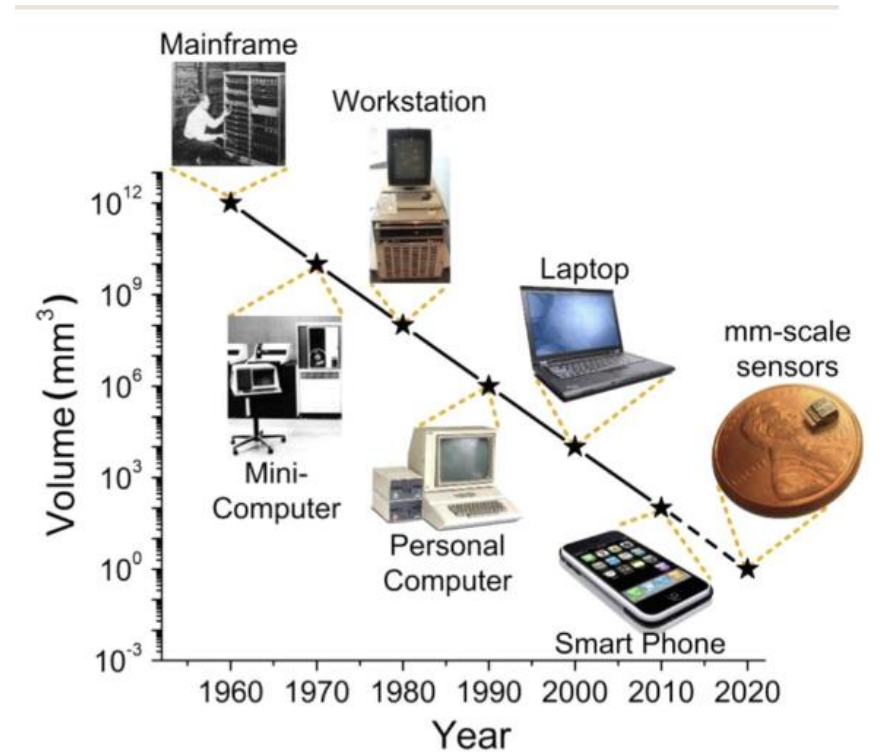 Mainframe
Workstation
Laptop
mm-scale
sensors
Mini-
Computer
Personal
Computer
Smart Phone
Volume (mm³)
10¹²
10⁹
10⁶
10³
10⁰
10⁻³
1960 1970 1980 1990 2000 2010 2020
Year